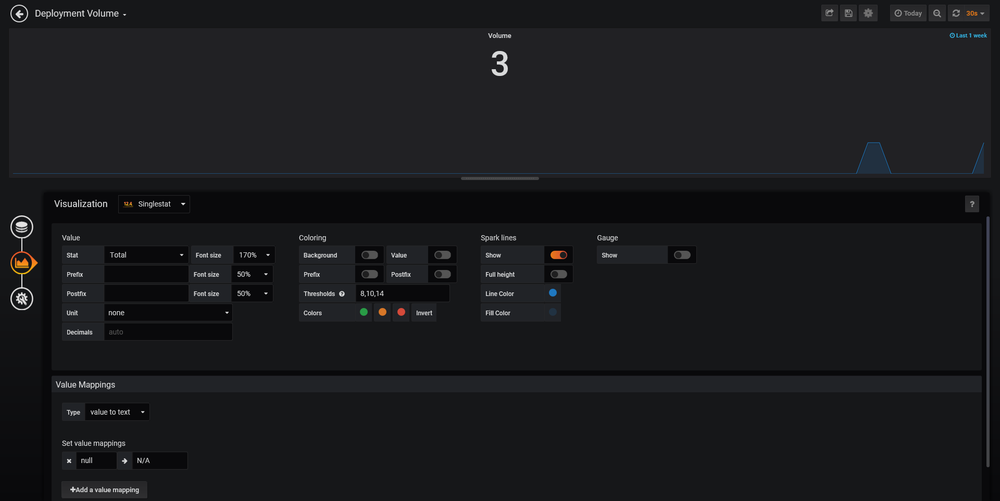 Deployment Volume
Today
30s
Volume
Last 1 week
3
Visualization
12.4 Singlestat
?
Value
Coloring
Spark lines
Gauge
Stat Total Font size 170%
Background Value
Show
Show
Prefix Font size 50%
Prefix Postfix
Full height
Postfix Font size 50%
Thresholds ? 8,10,14
Line Color
Unit none
Colors Invert
Fill Color
Decimals auto
Value Mappings
Type value to text
Set value mappings
null N/A
+Add a value mapping